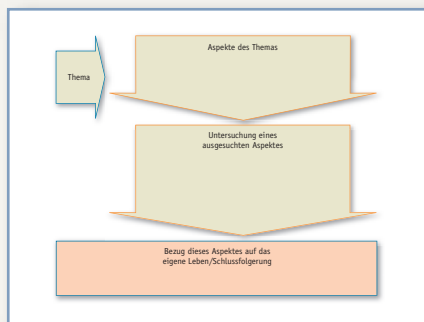 Aspekte des Themas
Thema
Untersuchung eines
ausgesuchten Aspektes
Bezug dieses Aspektes auf das
eigene Leben/Schlussfolgerung